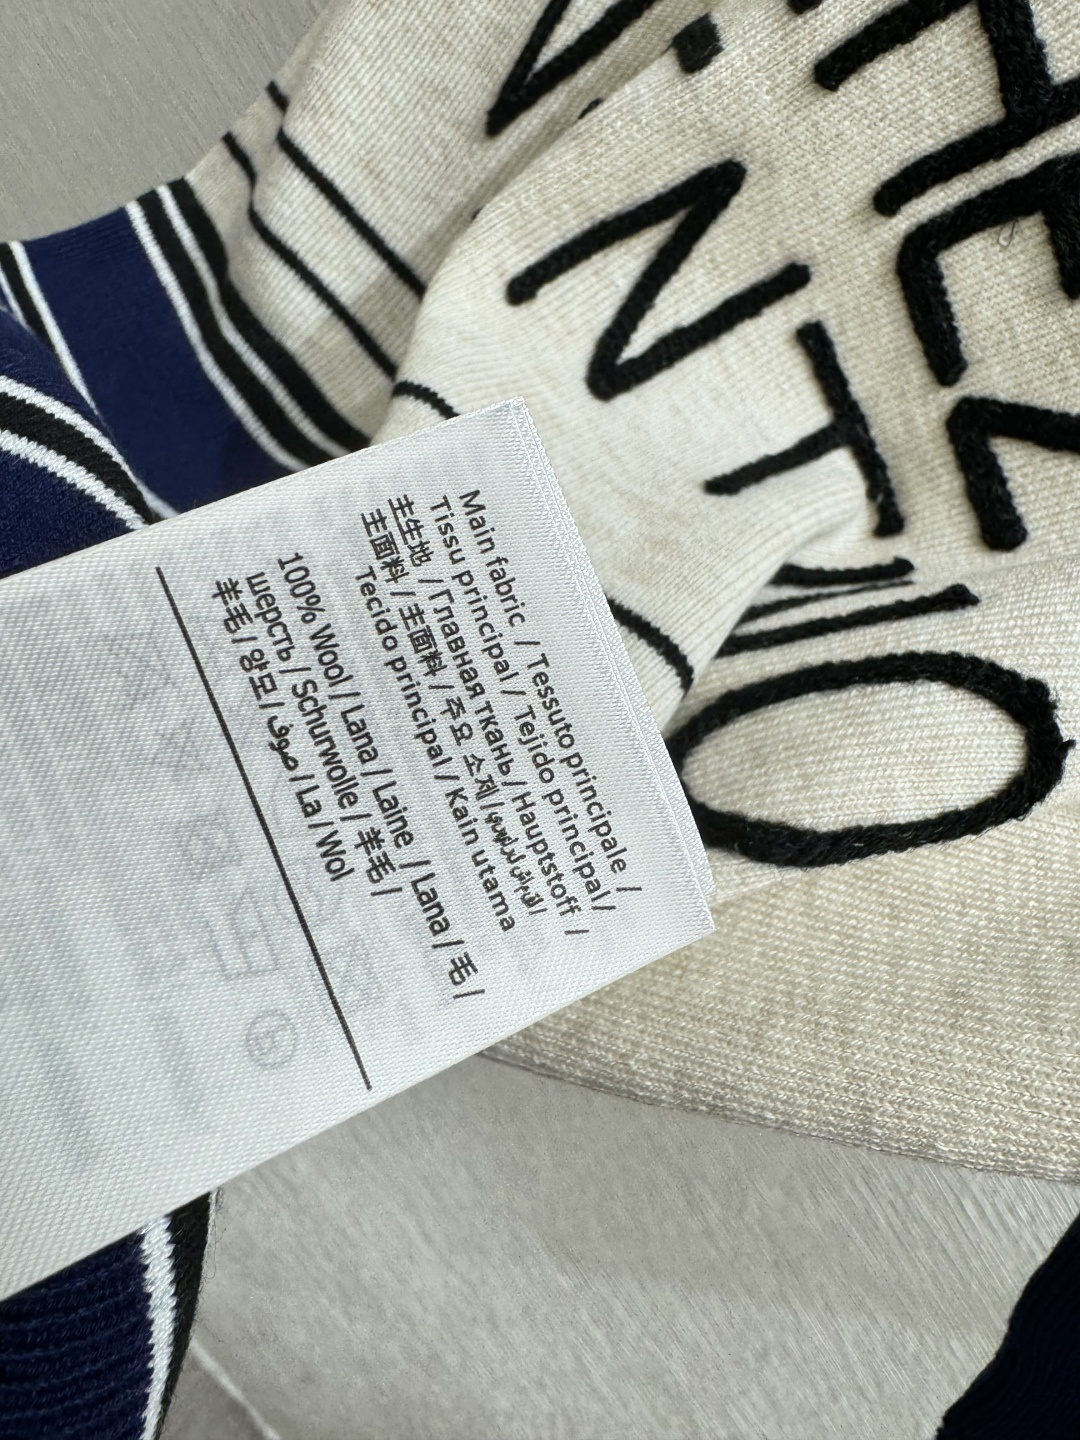 Main fabric / Tessuto principale /
Tissu principal / Tejido principal/
主生地 / Главная ткань / Hauptstoff /
主面料 / 主面料 / 주요 소재/
Tecido principal / Kain utama
100% Wool / Lana / Laine / Lana / 毛 /
шерсть / Schurwolle / 羊毛 /
羊毛 / 양모 / صوف / La / Wol